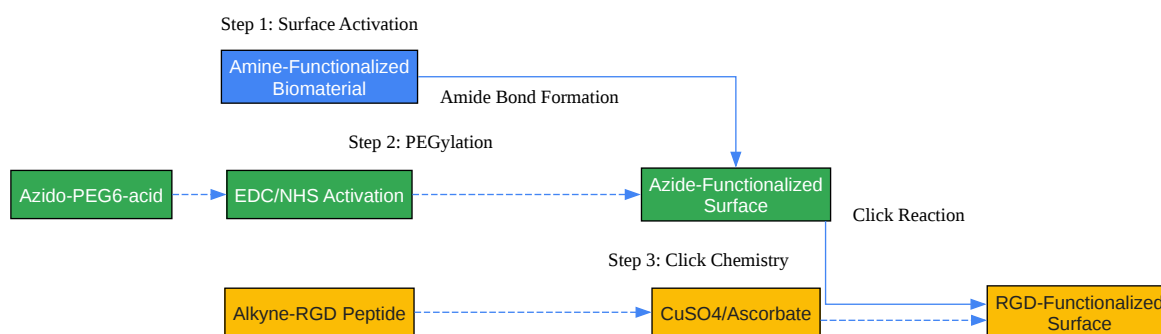 Step 1: Surface Activation
Amine-Functionalized
Biomaterial
Amide Bond Formation
Step 2: PEGylation
Azido-PEG6-acid
EDC/NHS Activation
Azide-Functionalized
Surface
Click Reaction
Step 3: Click Chemistry
Alkyne-RGD Peptide
CuSO4/Ascorbate
RGD-Functionalized
Surface